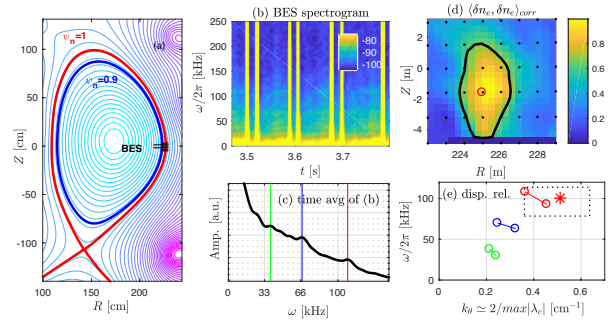 (a)
ψn=1
ψn=0.9
BES
Z [cm]
100
50
0
-50
-100
100
150
200
R [cm]
(b) BES spectrogram
ω/2π [kHz]
250
200
150
100
50
0
-80
-90
-100
3.5
3.6
3.7
t [s]
(c) time avg of (b)
Amp. [a.u.]
0
33
66
100
ω [kHz]
(d) ⟨δne, δne⟩corr
Z [m]
2
0
-2
-4
224
226
228
R [m]
1
0.8
0.6
0.4
0.2
0
(e) disp. rel.
ω/2π [kHz]
100
50
0
0
0.2
0.4
0.6
kθ ≃ 2/max|λc| [cm⁻¹]